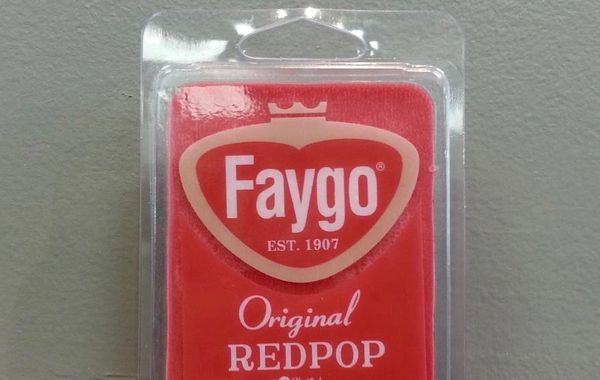 Faygo®
EST. 1907
Original
REDPOP